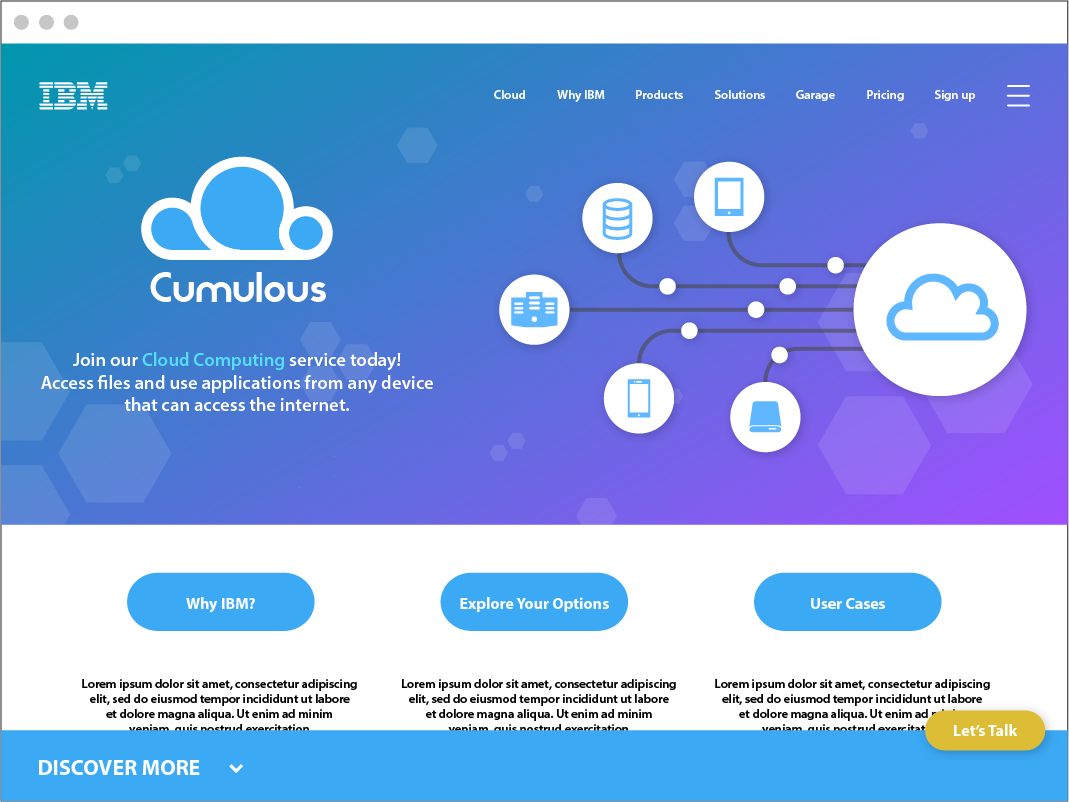 IBM
Cloud Why IBM Products Solutions Garage Pricing Sign up
Cumulous
Join our Cloud Computing service today!
Access files and use applications from any device
that can access the internet.
Why IBM?
Explore Your Options
User Cases
Lorem ipsum dolor sit amet, consectetur adipiscing
elit, sed do eiusmod tempor incididunt ut labore
et dolore magna aliqua. Ut enim ad minim
veniam, quis nostrud exercitation
Lorem ipsum dolor sit amet, consectetur adipiscing
elit, sed do eiusmod tempor incididunt ut labore
et dolore magna aliqua. Ut enim ad minim
veniam, quis nostrud exercitation
Lorem ipsum dolor sit amet, consectetur adipiscing
elit, sed do eiusmod tempor incididunt ut labore
et dolore magna aliqua. Ut enim ad
veniam, quis nostrud
Let's Talk
DISCOVER MORE